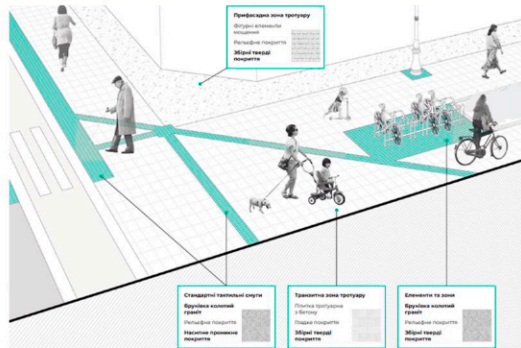 Прифасадна зона тротуару
Фігурні елементи
мощення
Рельєфне покриття
Збірні тверді
покриття
Стандартні тактильні смуги
Бруківка колотий
граніт
Рельєфне покриття
Наситне проникне
покриття
Транзитна зона тротуару
Плитка тротуарна
з бетону
Гладке покриття
Збірні тверді
покриття
Елементи та зони
Бруківка колотий
граніт
Рельєфне покриття
Збірні тверді
покриття